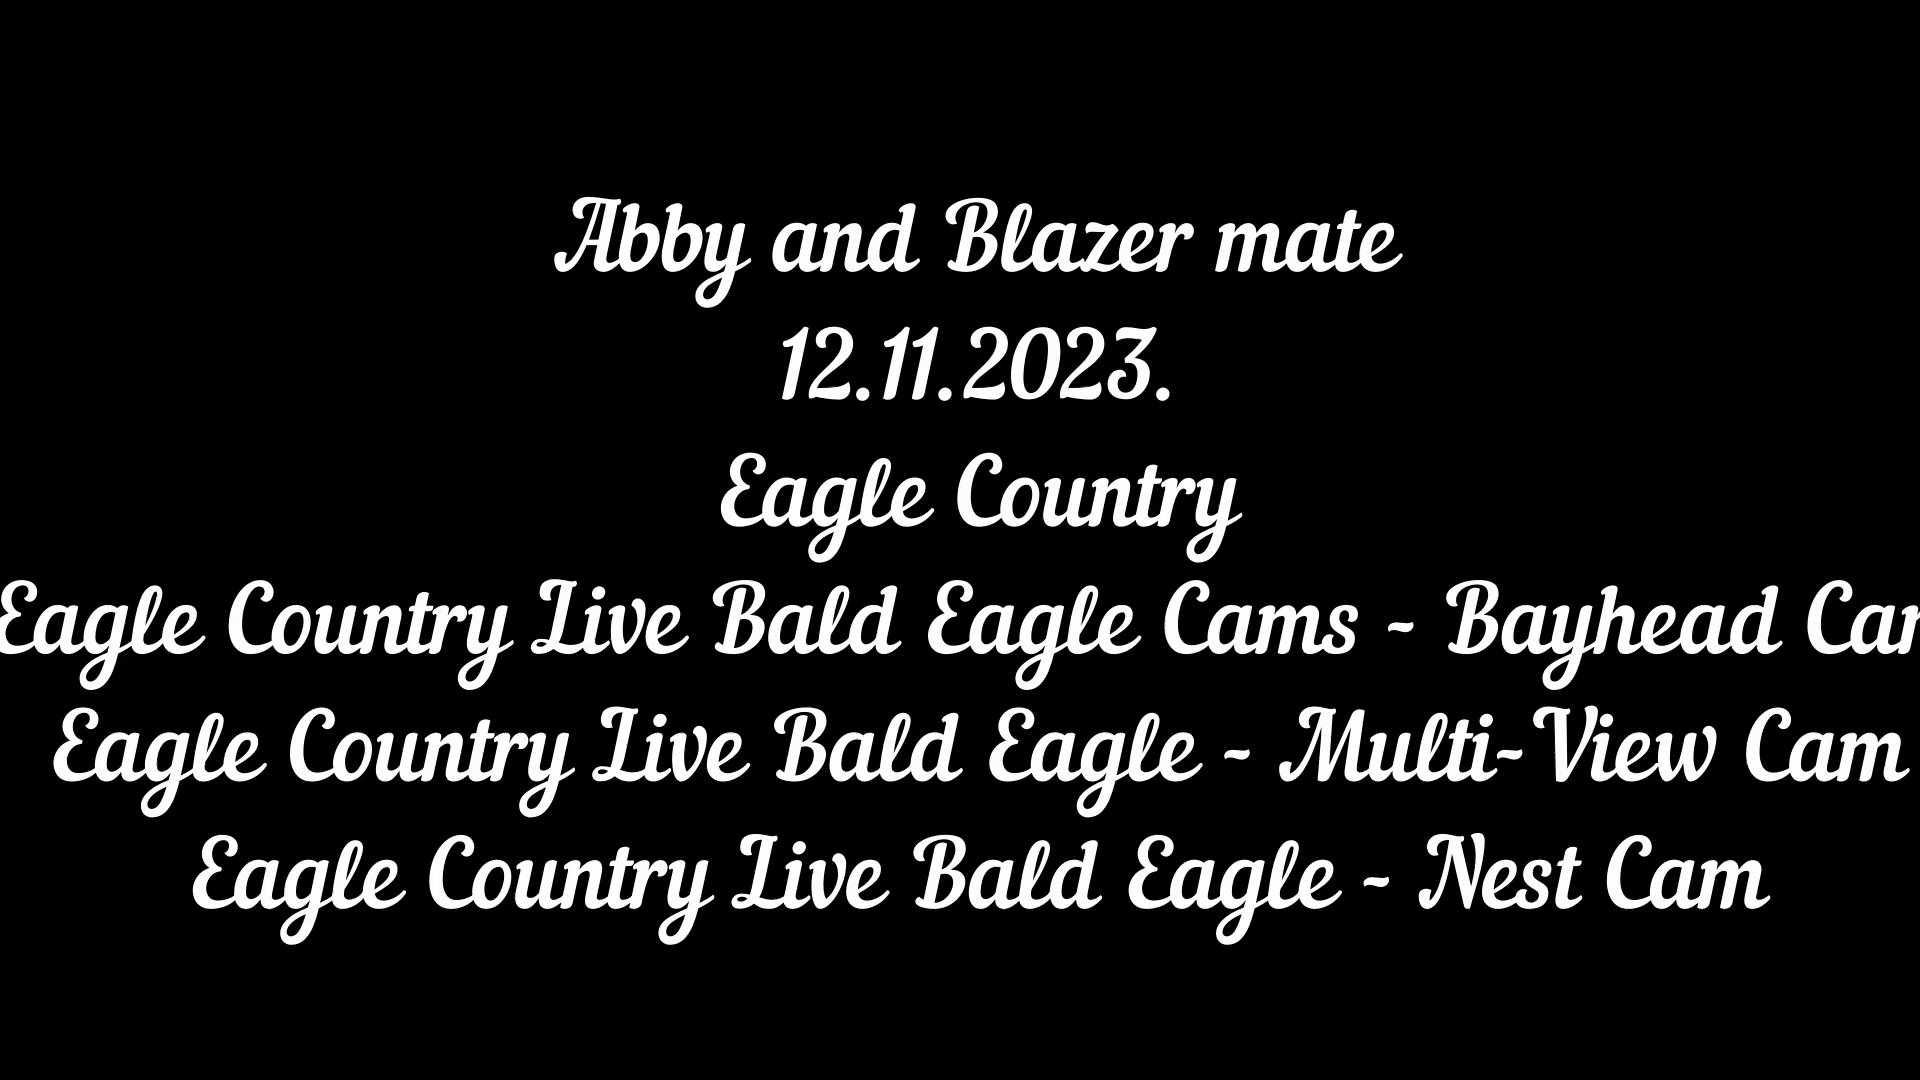 Abby and Blazer mate
12.11.2023.
Eagle Country
Eagle Country Live Bald Eagle Cams - Bayhead
Eagle Country Live Bald Eagle - Multi-View Cam
Eagle Country Live Bald Eagle - Nest Cam